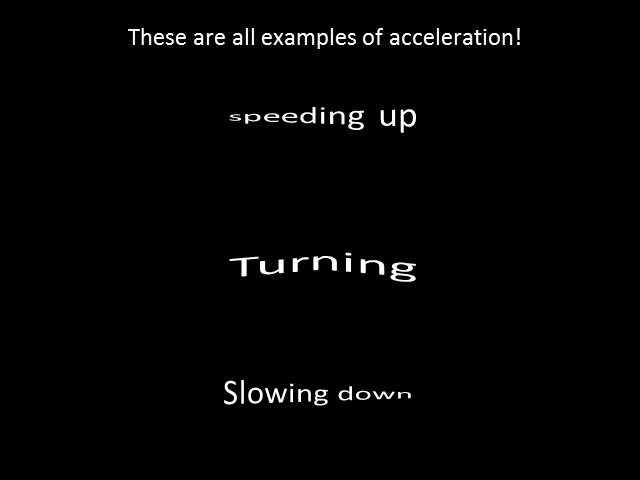 These are all examples of acceleration!
speeding up
Turning
Slowing down